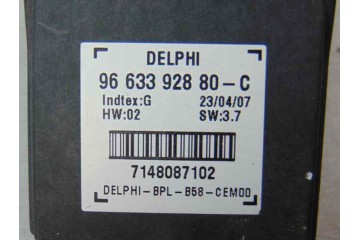 DELPHI
96 633 928 80-C
Indtex:G 23/04/07
HW:02 SW:3.7
7148087102
DELPHI-BPL-B58-CEM00